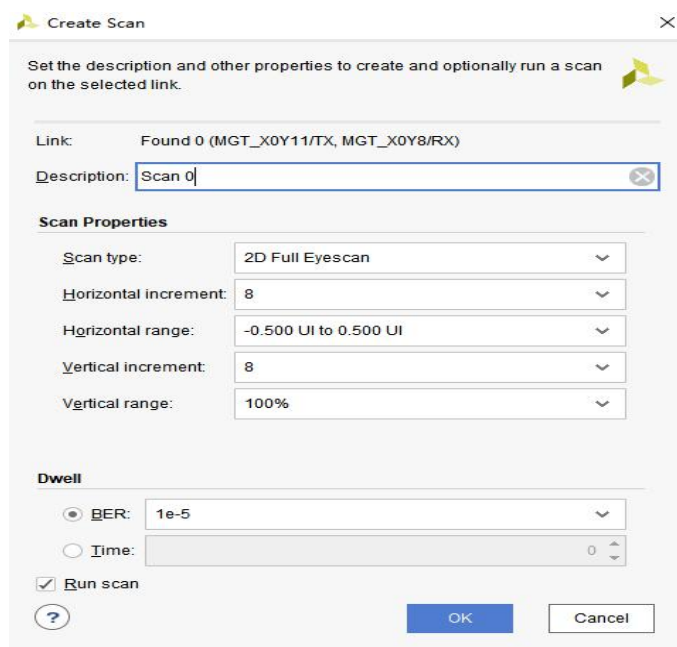 Create Scan
Set the description and other properties to create and optionally run a scan
on the selected link.
Link: Found 0 (MGT_X0Y11/TX, MGT_X0Y8/RX)
Description: Scan 0
Scan Properties
Scan type: 2D Full Eyescan
Horizontal increment: 8
Horizontal range: -0.500 UI to 0.500 UI
Vertical increment: 8
Vertical range: 100%
Dwell
BER: 1e-5
Time: 0
Run scan
? OK Cancel